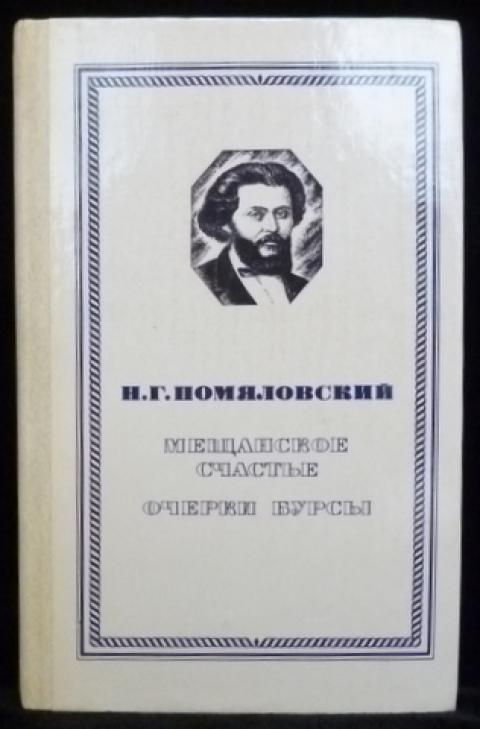 Н.Г.ПОМЯЛОВСКИЙ
МЕЩАНСКОЕ
СЧАСТЬЕ
ОЧЕРКИ БУРСЫ